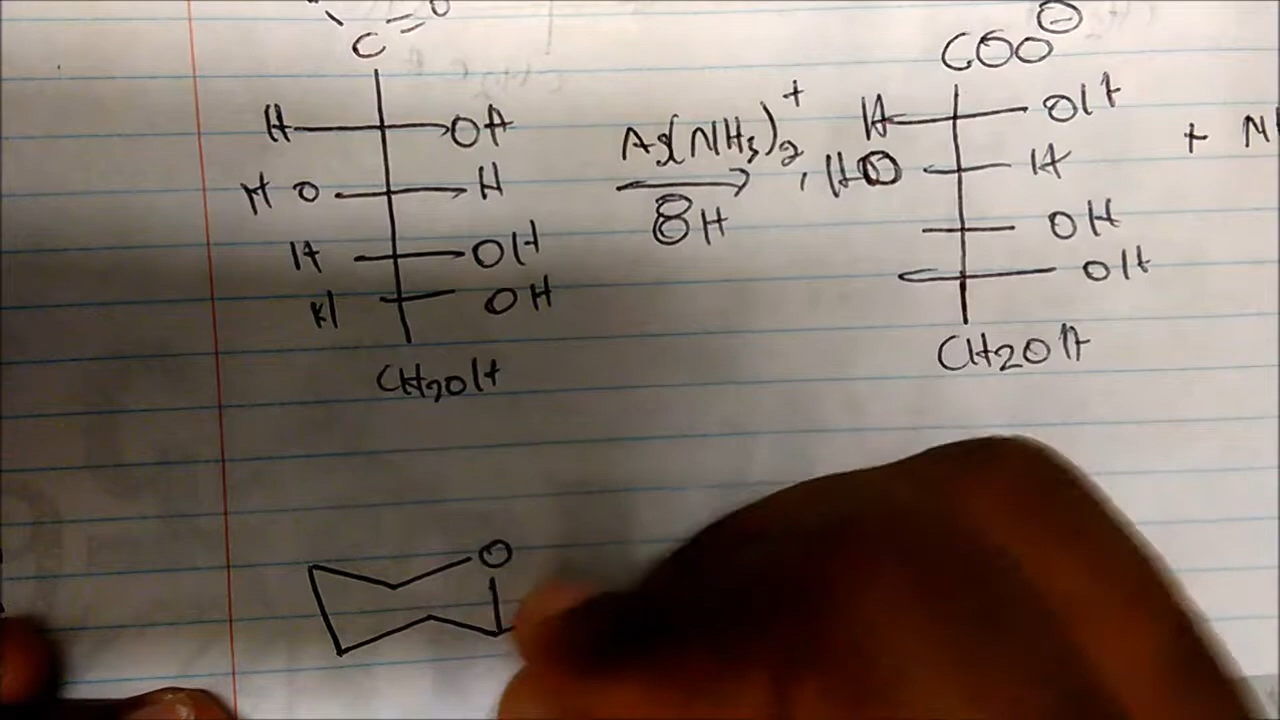 C=O
COO⊖
H OH
Ag(NH3)2+
H OH
+
HO H
, HO H
⊖OH
H OH
OH
H OH
OH
CH2OH
CH2OH
O